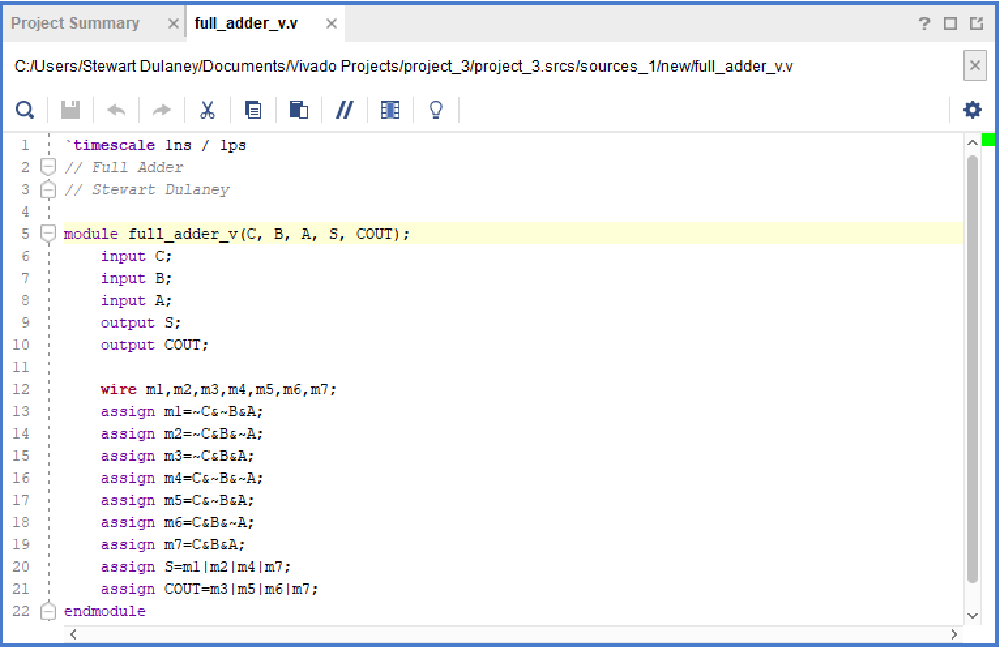 Project Summary × full_adder_v.v × ?
C:/Users/Stewart Dulaney/Documents/Vivado Projects/project_3/project_3.srcs/sources_1/new/full_adder_v.v
1 `timescale 1ns / 1ps
2 // Full Adder
3 // Stewart Dulaney
4
5 module full_adder_v(C, B, A, S, COUT);
6 input C;
7 input B;
8 input A;
9 output S;
10 output COUT;
11
12 wire m1,m2,m3,m4,m5,m6,m7;
13 assign m1=~C&~B&A;
14 assign m2=~C&B&~A;
15 assign m3=~C&B&A;
16 assign m4=C&~B&~A;
17 assign m5=C&~B&A;
18 assign m6=C&B&~A;
19 assign m7=C&B&A;
20 assign S=m1|m2|m4|m7;
21 assign COUT=m3|m5|m6|m7;
22 endmodule